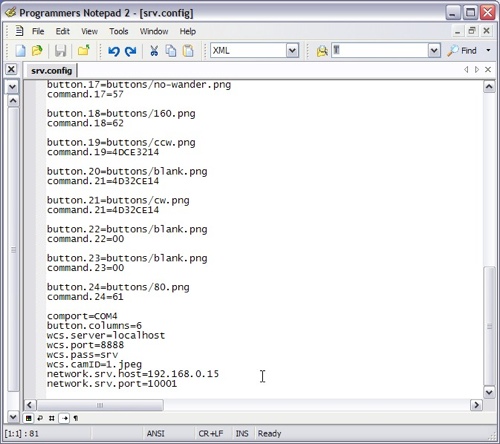 Programmers Notepad 2 - [srv.config]
File Edit View Tools Window Help
XML Find
srv.config
button.17=buttons/no-wander.png
command.17=57
button.18=buttons/160.png
command.18=62
button.19=buttons/ccw.png
command.19=4DCE3214
button.20=buttons/blank.png
command.21=4D32CE14
button.21=buttons/cw.png
command.21=4D32CE14
button.22=buttons/blank.png
command.22=00
button.23=buttons/blank.png
command.23=00
button.24=buttons/80.png
command.24=61
comport=COM4
button.columns=6
wcs.server=localhost
wcs.port=8888
wcs.pass=srv
wcs.camID=1.jpeg
network.srv.host=192.168.0.15
network.srv.port=10001
[1:1] : 81 ANSI CR+LF INS Ready